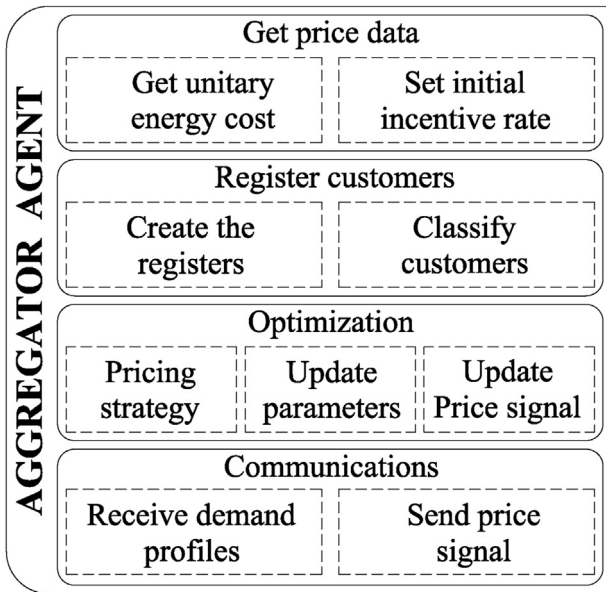 AGGREGATOR AGENT
Get price data
Get unitary
energy cost
Set initial
incentive rate
Register customers
Create the
registers
Classify
customers
Optimization
Pricing
strategy
Update
parameters
Update
Price signal
Communications
Receive demand
profiles
Send price
signal